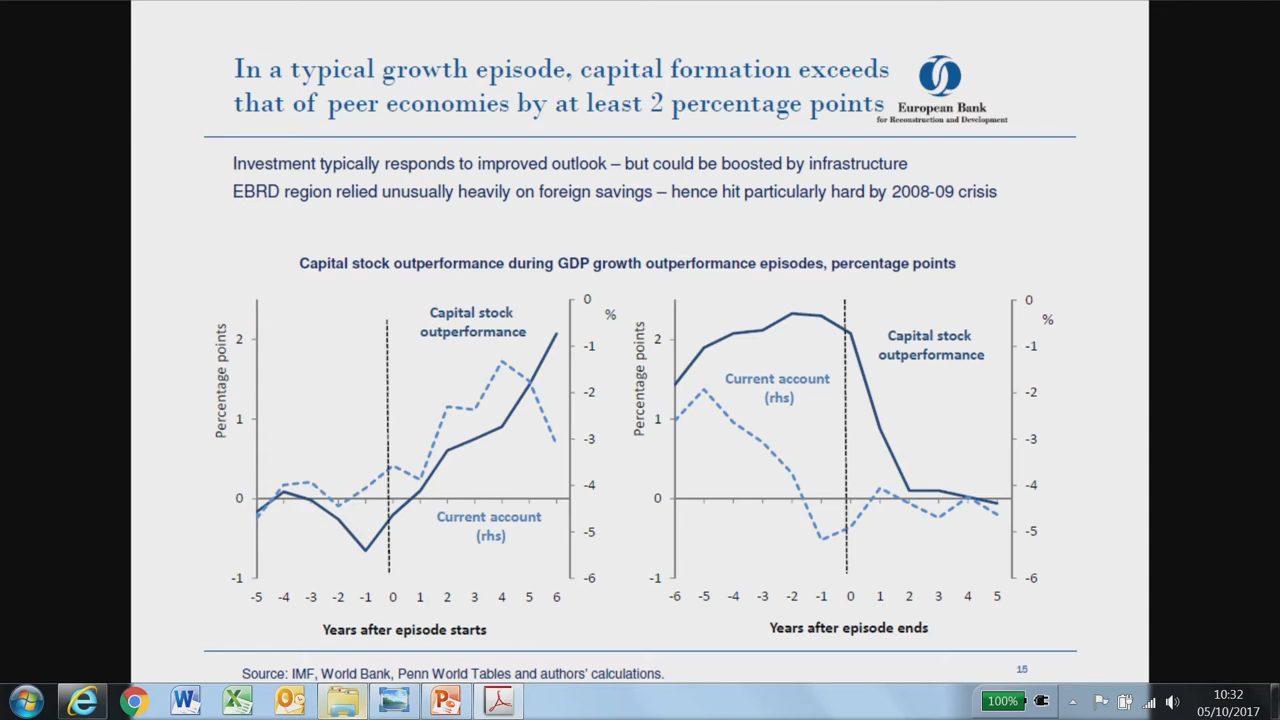 In a typical growth episode, capital formation exceeds
that of peer economies by at least 2 percentage points
European Bank
for Reconstruction and Development
Investment typically responds to improved outlook – but could be boosted by infrastructure
EBRD region relied unusually heavily on foreign savings – hence hit particularly hard by 2008-09 crisis
Capital stock outperformance during GDP growth outperformance episodes, percentage points
Percentage points
2
1
0
-1
Capital stock
outperformance
Current account
(rhs)
0
-1
-2
-3
-4
-5
-6
%
-5 -4 -3 -2 -1 0 1 2 3 4 5 6
Years after episode starts
Percentage points
2
1
0
-1
Current account
(rhs)
Capital stock
outperformance
0
-1
-2
-3
-4
-5
-6
%
-6 -5 -4 -3 -2 -1 0 1 2 3 4 5
Years after episode ends
Source: IMF, World Bank, Penn World Tables and authors' calculations.
15
100%
10:32
05/10/2017